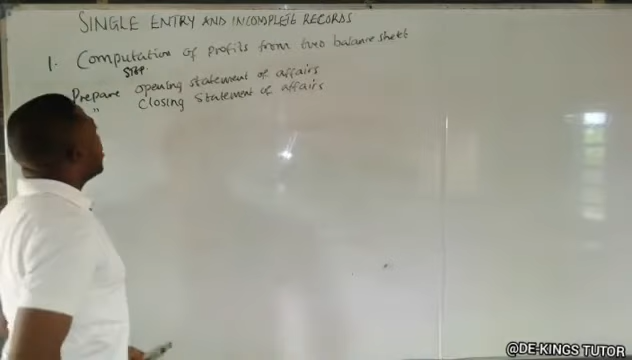 SINGLE ENTRY AND INCOMPLETE RECORDS
1. Computation of profits from two balance sheet
STEP
Prepare opening statement of affairs
" Closing statement of affairs
@DE-KINGS TUTOR